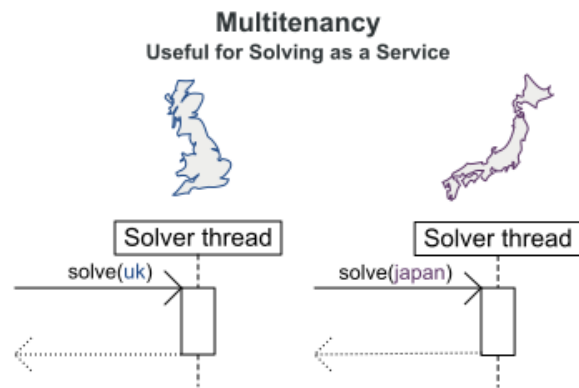 Multitenancy
Useful for Solving as a Service
Solver thread
Solver thread
solve(uk)
solve(japan)